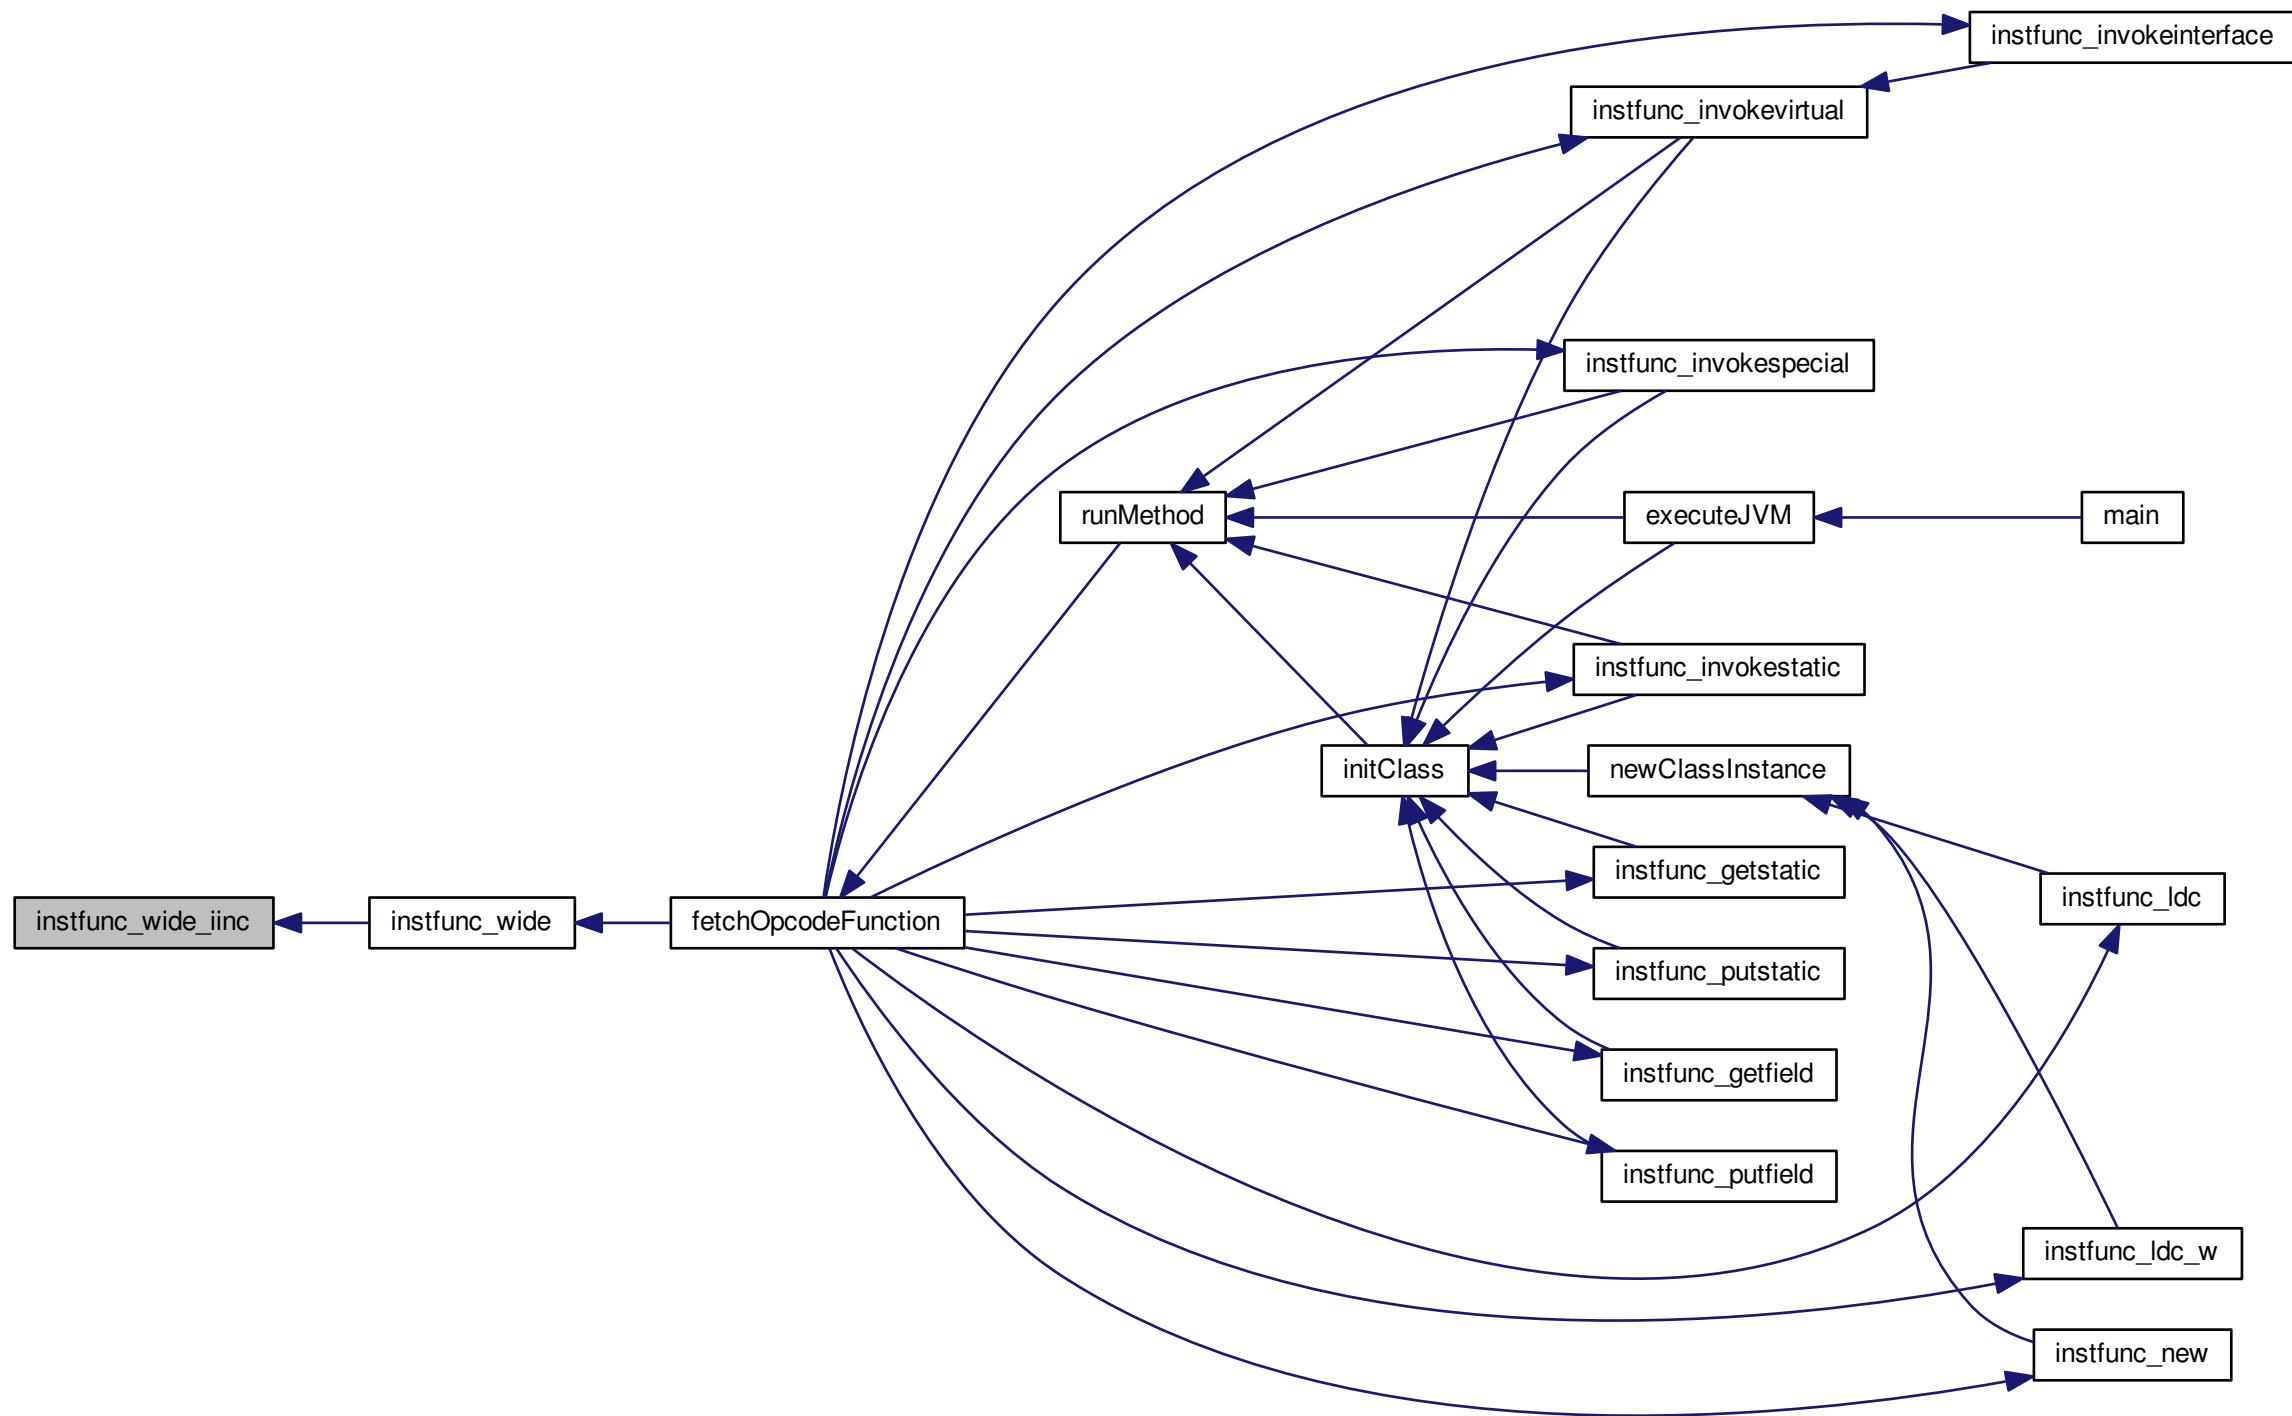 instfunc_invokeinterface
instfunc_invokevirtual
instfunc_invokespecial
runMethod
executeJVM
main
instfunc_invokestatic
initClass
newClassInstance
instfunc_getstatic
instfunc_ldc
instfunc_wide_iinc
instfunc_wide
fetchOpcodeFunction
instfunc_putstatic
instfunc_getfield
instfunc_putfield
instfunc_ldc_w
instfunc_new